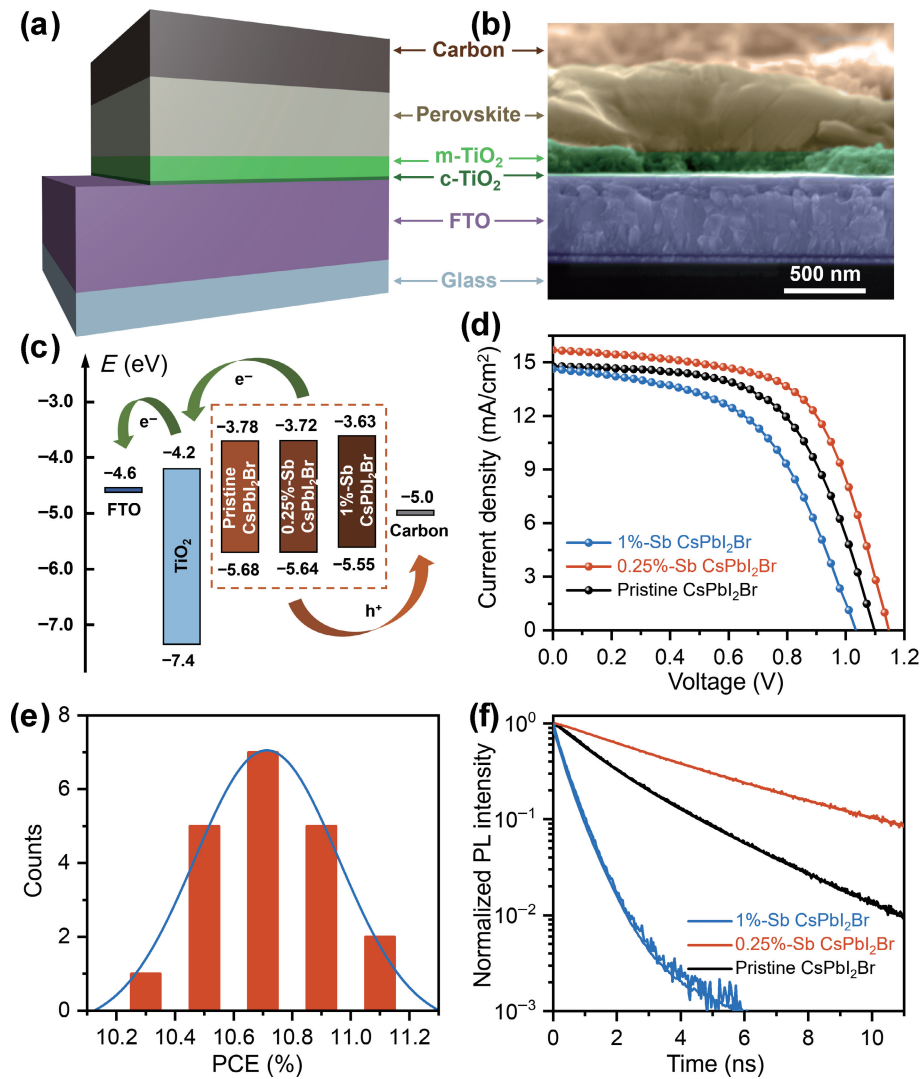 (a)
Carbon
Perovskite
m-TiO₂
c-TiO₂
FTO
Glass
(b)
500 nm
(c)
E (eV)
−3.0
−4.0
−5.0
−6.0
−7.0
e⁻
e⁻
−4.6
FTO
−4.2
TiO₂
−7.4
−3.78
Pristine
CsPbI₂Br
−5.68
−3.72
0.25%-Sb
CsPbI₂Br
−5.64
−3.63
1%-Sb
CsPbI₂Br
−5.55
−5.0
Carbon
h⁺
(d)
Current density (mA/cm²)
15
12
9
6
3
0
1%-Sb CsPbI₂Br
0.25%-Sb CsPbI₂Br
Pristine CsPbI₂Br
0.0 0.2 0.4 0.6 0.8 1.0 1.2
Voltage (V)
(e)
Counts
8
6
4
2
0
10.2 10.4 10.6 10.8 11.0 11.2
PCE (%)
(f)
Normalized PL intensity
10⁰
10⁻¹
10⁻²
10⁻³
1%-Sb CsPbI₂Br
0.25%-Sb CsPbI₂Br
Pristine CsPbI₂Br
0 2 4 6 8 10
Time (ns)